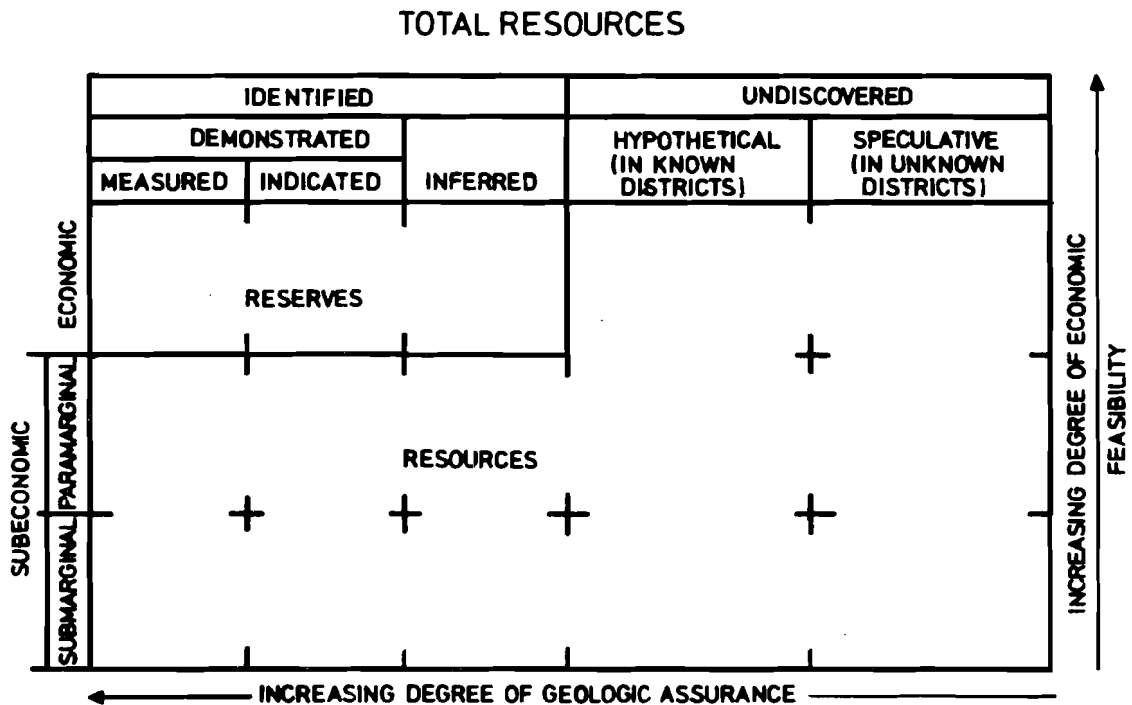 TOTAL RESOURCES
IDENTIFIED
UNDISCOVERED
DEMONSTRATED
MEASURED
INDICATED
INFERRED
HYPOTHETICAL
(IN KNOWN
DISTRICTS)
SPECULATIVE
(IN UNKNOWN
DISTRICTS)
ECONOMIC
RESERVES
SUBECONOMIC
PARAMARGINAL
RESOURCES
SUBMARGINAL
INCREASING DEGREE OF ECONOMIC
FEASIBILITY
INCREASING DEGREE OF GEOLOGIC ASSURANCE